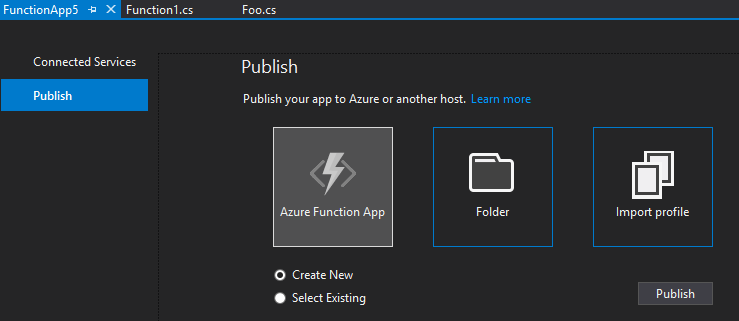 FunctionApp5 Function1.cs Foo.cs
Connected Services
Publish
Publish
Publish your app to Azure or another host. Learn more
Azure Function App Folder Import profile
Create New
Select Existing
Publish